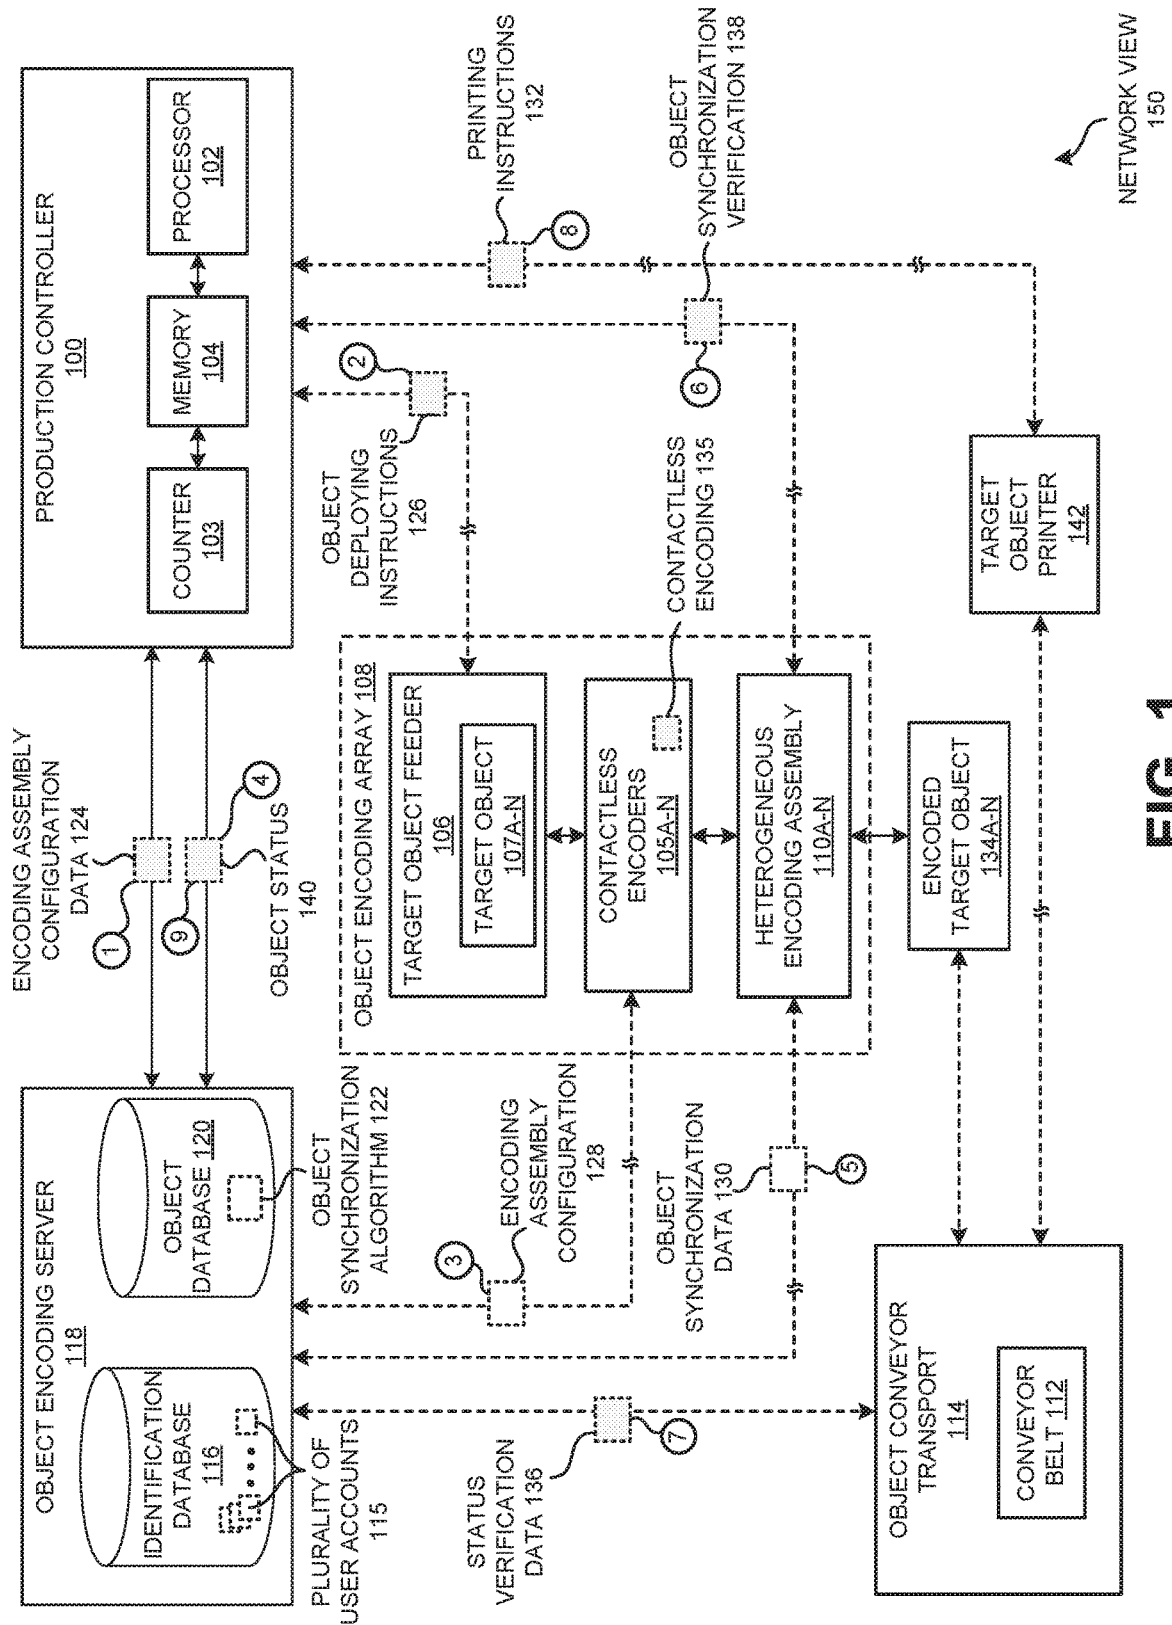 OBJECT ENCODING SERVER
118
IDENTIFICATION
DATABASE
116
OBJECT
DATABASE 120
PLURALITY OF
USER ACCOUNTS
115
OBJECT
SYNCHRONIZATION
ALGORITHM 122
ENCODING ASSEMBLY
CONFIGURATION
DATA 124
1
9
4
OBJECT STATUS
140
PRODUCTION CONTROLLER
100
COUNTER
103
MEMORY
104
PROCESSOR
102
OBJECT
DEPLOYING
INSTRUCTIONS
126
2
PRINTING
INSTRUCTIONS
132
8
OBJECT
SYNCHRONIZATION
VERIFICATION 138
6
3
ENCODING
ASSEMBLY
CONFIGURATION
128
OBJECT ENCODING ARRAY 108
TARGET OBJECT FEEDER
106
TARGET OBJECT
107A-N
CONTACTLESS
ENCODERS
105A-N
CONTACTLESS
ENCODING 135
HETEROGENEOUS
ENCODING ASSEMBLY
110A-N
OBJECT
SYNCHRONIZATION
DATA 130
5
STATUS
VERIFICATION
DATA 136
7
OBJECT CONVEYOR
TRANSPORT
114
CONVEYOR
BELT 112
ENCODED
TARGET OBJECT
134A-N
TARGET
OBJECT
PRINTER
142
NETWORK VIEW
150
FIG. 1